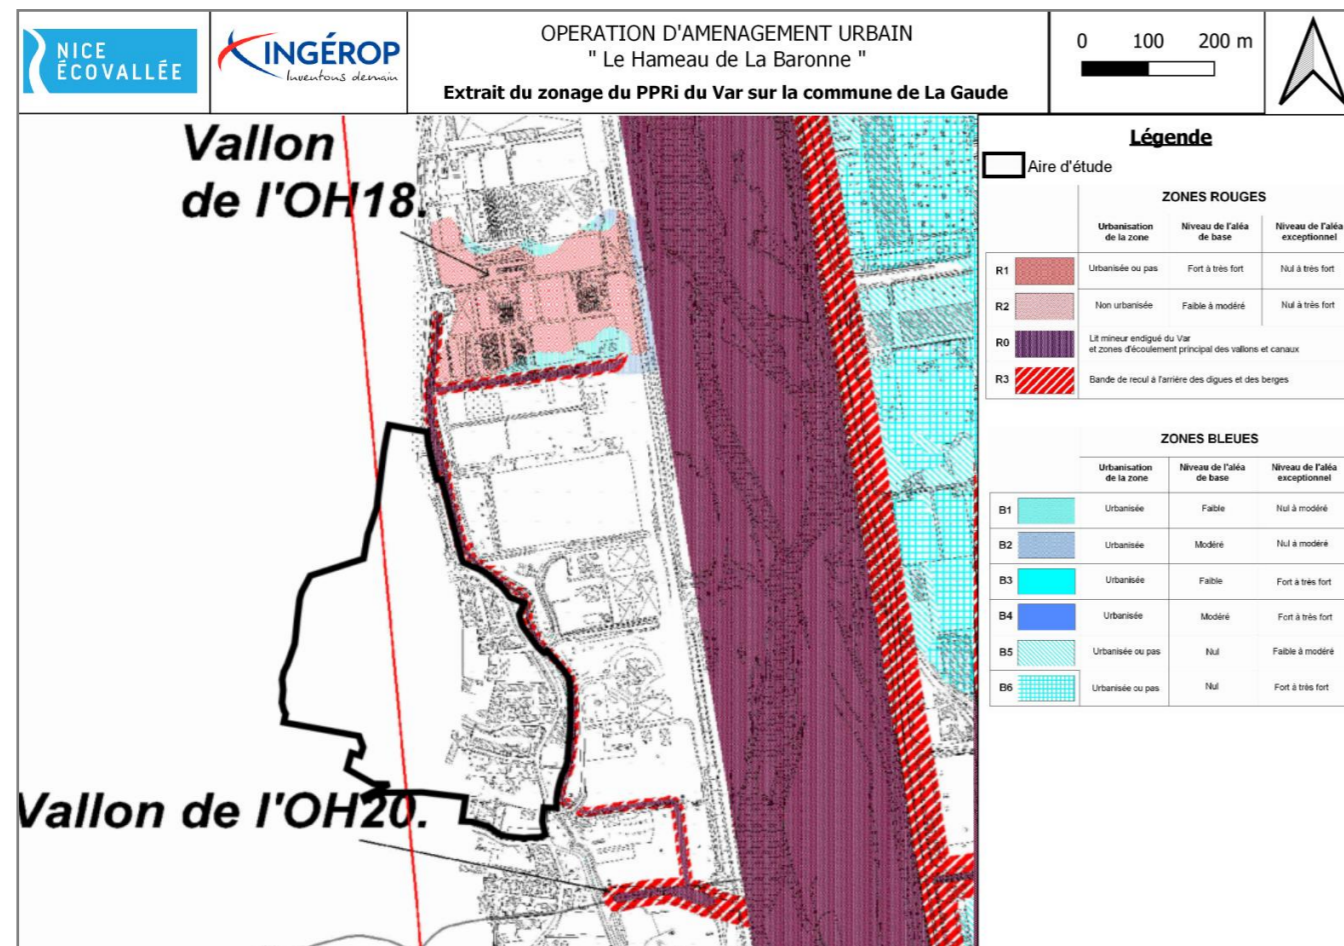 NICE
ÉCOVALLÉE
INGÉROP
Inventons demain
OPERATION D'AMENAGEMENT URBAIN
" Le Hameau de La Baronne "
Extrait du zonage du PPRi du Var sur la commune de La Gaude
0 100 200 m
Vallon
de l'OH18.
Vallon de l'OH20.
Légende
Aire d'étude
ZONES ROUGES
Urbanisation de la zone Niveau de l'aléa de base Niveau de l'aléa exceptionnel
R1 Urbanisée ou pas Fort à très fort Nul à très fort
R2 Non urbanisée Faible à modéré Nul à très fort
R0 Lit mineur endigué du Var
et zones d'écoulement principal des vallons et canaux
R3 Bande de recul à l'arrière des digues et des berges
ZONES BLEUES
Urbanisation de la zone Niveau de l'aléa de base Niveau de l'aléa exceptionnel
B1 Urbanisée Faible Nul à modéré
B2 Urbanisée Modéré Nul à modéré
B3 Urbanisée Faible Fort à très fort
B4 Urbanisée Modéré Fort à très fort
B5 Urbanisée ou pas Nul Faible à modéré
B6 Urbanisée ou pas Nul Fort à très fort